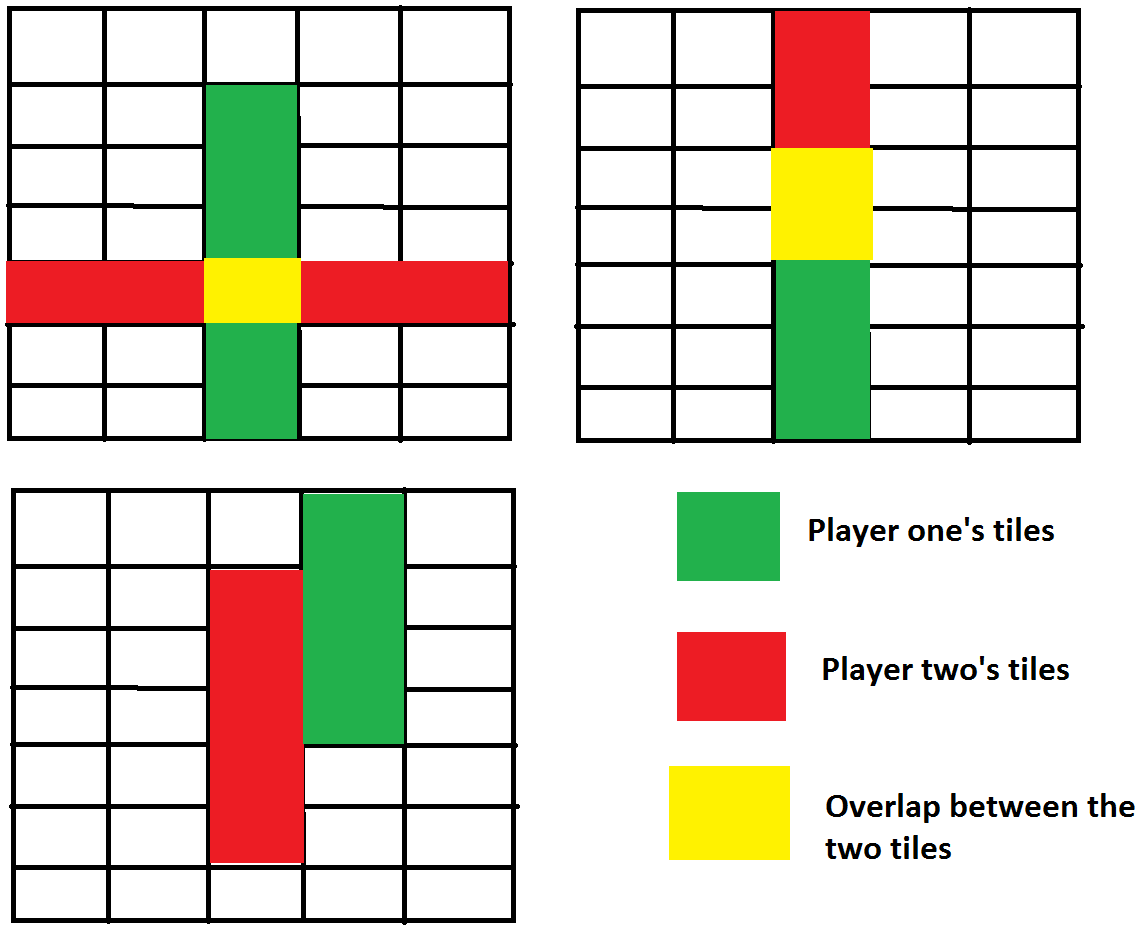 Player one's tiles
Player two's tiles
Overlap between the
two tiles